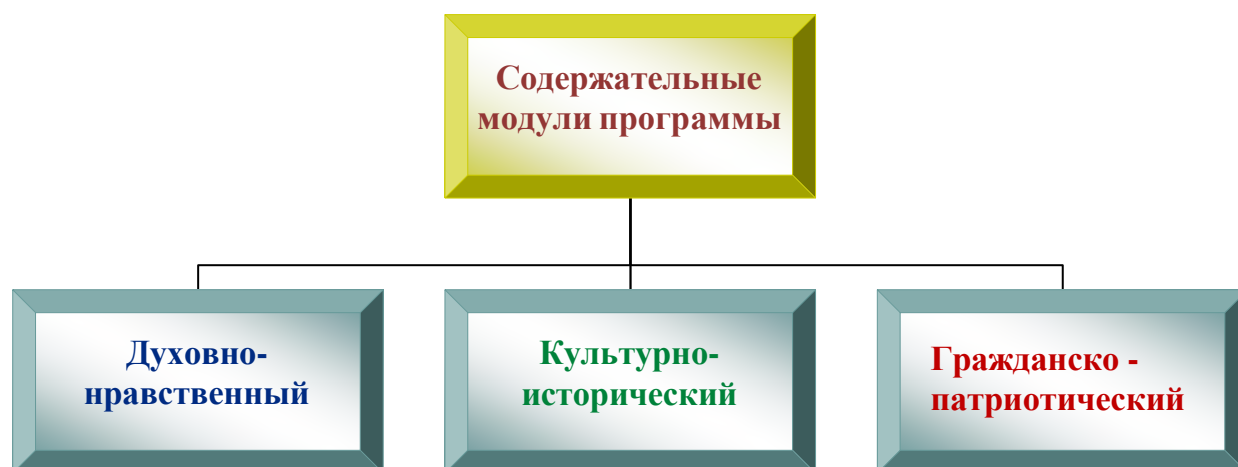 Содержательные
модули программы
Духовно-
нравственный
Культурно-
исторический
Гражданско -
патриотический